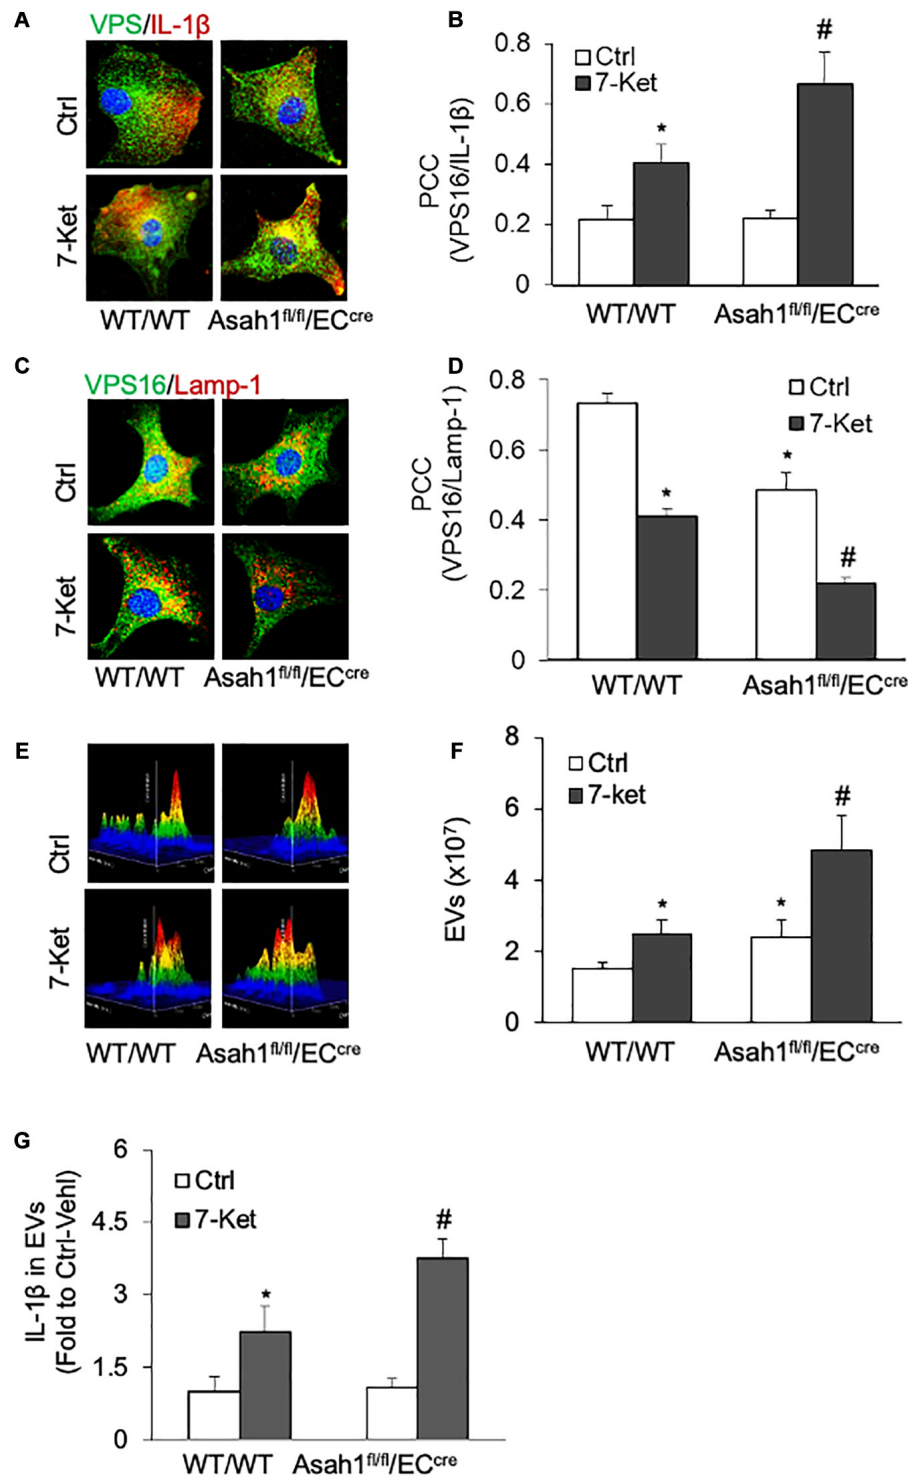 A
VPS/IL-1β
Ctrl
7-Ket
WT/WT Asah1fl/fl/ECcre
B
PCC
(VPS16/IL-1β)
0.8
0.6
0.4
0.2
0
Ctrl
7-Ket
*
#
WT/WT Asah1fl/fl/ECcre
C
VPS16/Lamp-1
Ctrl
7-Ket
WT/WT Asah1fl/fl/ECcre
D
PCC
(VPS16/Lamp-1)
0.8
0.6
0.4
0.2
0
Ctrl
7-Ket
*
*
#
WT/WT Asah1fl/fl/ECcre
E
Ctrl
7-Ket
WT/WT Asah1fl/fl/ECcre
F
EVs (x10⁷)
8
6
4
2
0
Ctrl
7-ket
*
*
#
WT/WT Asah1fl/fl/ECcre
G
IL-1β in EVs
(Fold to Ctrl-Vehl)
6
4.5
3
1.5
0
Ctrl
7-Ket
*
#
WT/WT Asah1fl/fl/ECcre